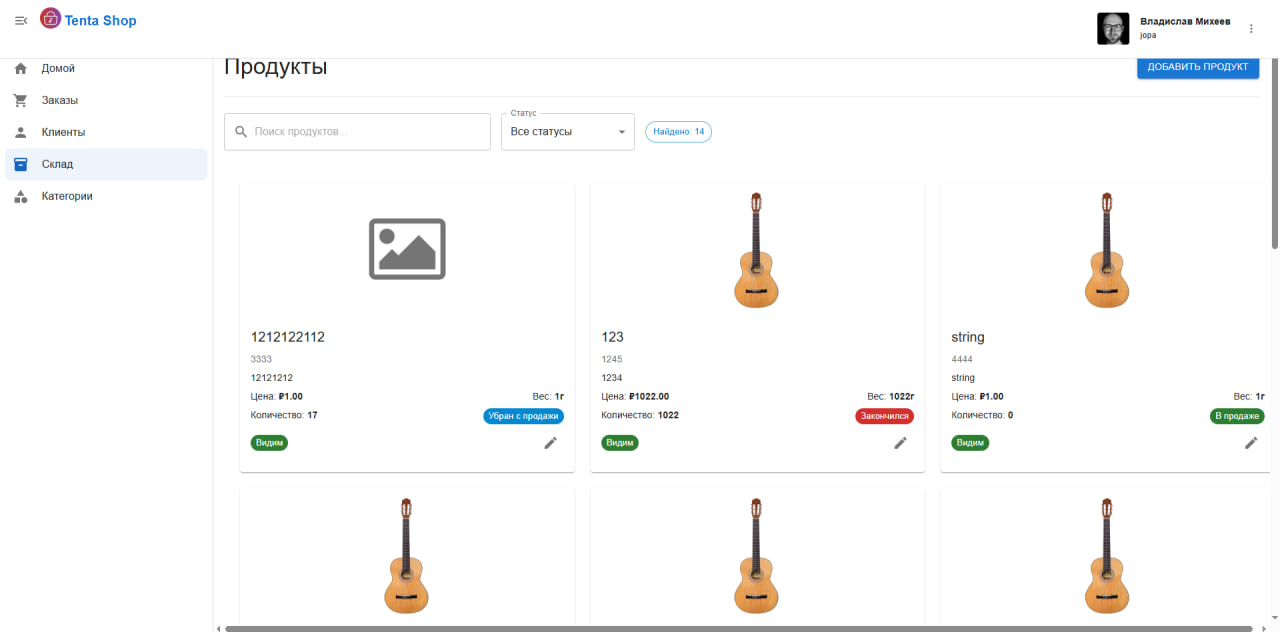 Tenta Shop
Владислав Михеев
jopa
Домой
Заказы
Клиенты
Склад
Категории
Продукты
ДОБАВИТЬ ПРОДУКТ
Поиск продуктов...
Статус
Все статусы
Найдено: 14
1212122112
3333
12121212
Цена: ₽1.00
Вес: 1г
Количество: 17
Убран с продажи
Видим
123
1245
1234
Цена: ₽1022.00
Вес: 1022г
Количество: 1022
Закончился
Видим
string
4444
string
Цена: ₽1.00
Вес: 1г
Количество: 0
В продаже
Видим